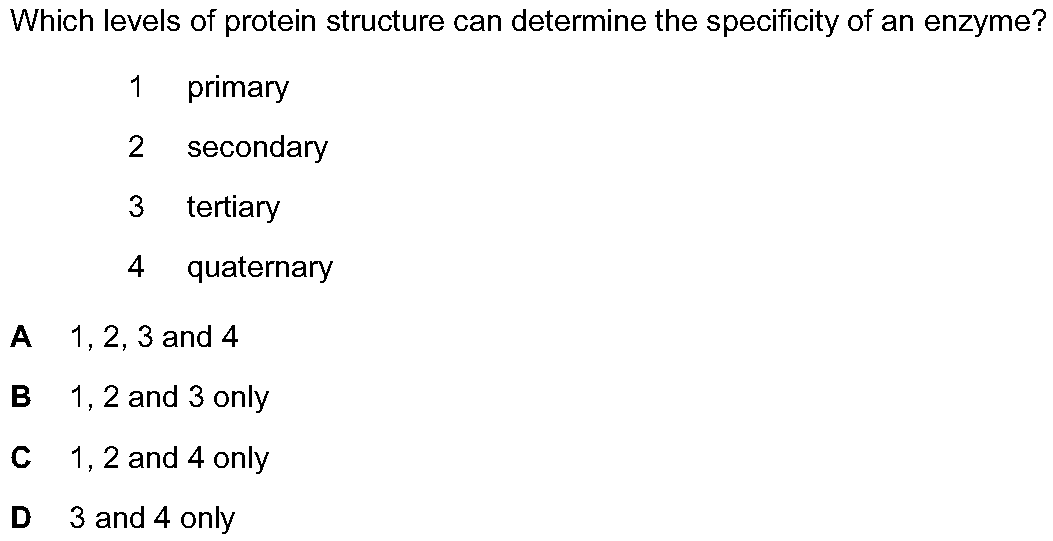 Which levels of protein structure can determine the specificity of an enzyme?
1 primary
2 secondary
3 tertiary
4 quaternary
A 1, 2, 3 and 4
B 1, 2 and 3 only
C 1, 2 and 4 only
D 3 and 4 only